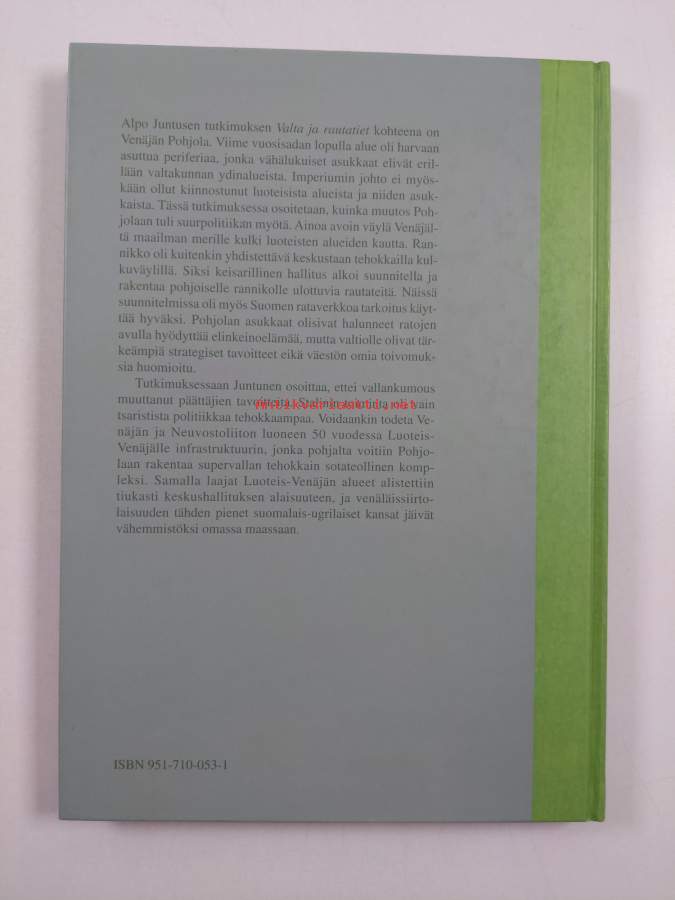 Alpo Juntusen tutkimuksen Valta ja rautatiet kohteena on
Venäjän Pohjola. Viime vuosisadan lopulla alue oli harvaan
asuttua periferiaa, jonka vähälukuiset asukkaat elivät eril-
lään valtakunnan ydinalueista. Imperiumin johto ei myös-
kään ollut kiinnostunut luoteisista alueista ja niiden asuk-
kaista. Tässä tutkimuksessa osoitetaan, kuinka muutos Poh-
jolaan tuli suurpolitiikan myötä. Ainoa avoin väylä Venäjäl-
tä maailman merille kulki luoteisten alueiden kautta. Ran-
nikko oli kuitenkin yhdistettävä keskustaan tehokkailla kul-
kuväylillä. Siksi keisarillinen hallitus alkoi suunnitella ja
rakentaa pohjoiselle rannikolle ulottuvia rautateitä. Näissä
suunnitelmissa oli myös Suomen rataverkkoa tarkoitus käyt-
tää hyväksi. Pohjolan asukkaat olisivat halunneet ratojen
avulla hyödyttää elinkeinoelämää, mutta valtiolle olivat tär-
keämpiä strategiset tavoitteet eikä väestön omia toivomuk-
sia huomioitu.
Tutkimuksessaan Juntunen osoittaa, ettei vallankumous
muuttanut päättäjien tavoitteita. Stalinin toiminta oli vain
tsaristista politiikkaa tehokkaampaa. Voidaankin todeta Ve-
näjän ja Neuvostoliiton luoneen 50 vuodessa Luoteis-
Venäjälle infrastruktuurin, jonka pohjalta voitiin Pohjo-
laan rakentaa supervallan tehokkain sotateollinen komp-
leksi. Samalla laajat Luoteis-Venäjän alueet alistettiin
tiukasti keskushallituksen alaisuuteen, ja venäläissiirto-
laisuuden tähden pienet suomalais-ugrilaiset kansat jäivät
vähemmistöksi omassa maassaan.
ISBN 951-710-053-1